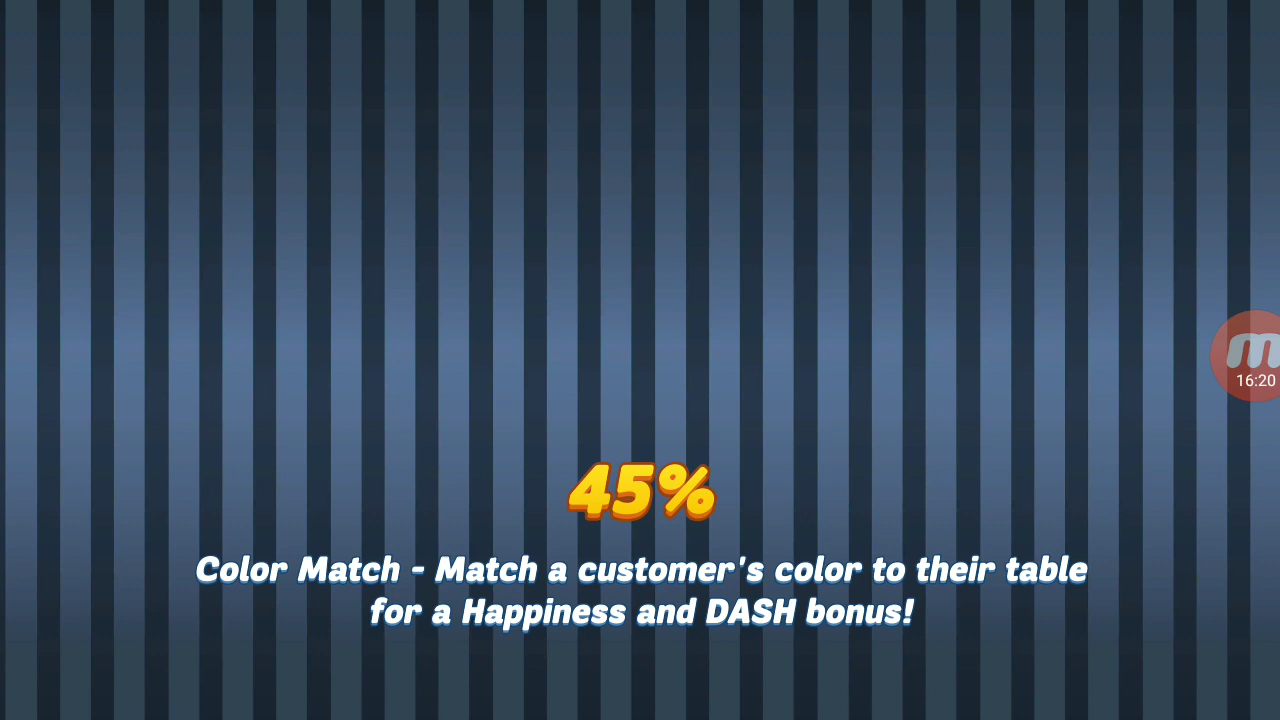 45%
Color Match - Match a customer's color to their table
for a Happiness and DASH bonus!
m
16:20